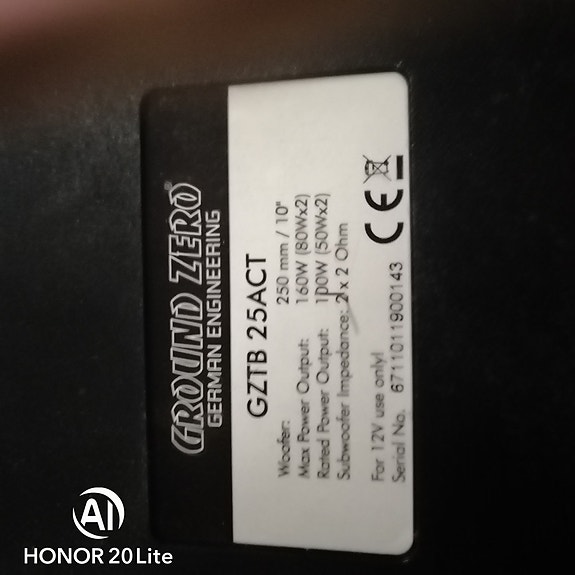 GROUND ZERO®
GERMAN ENGINEERING
GZTB 25ACT
Woofer: 250 mm / 10"
Max Power Output: 160W (80Wx2)
Rated Power Output: 100W (50Wx2)
Subwoofer Impedance: 2 x 2 Ohm
For 12V use only!
Serial No. 6711011900143
CE
AI
HONOR 20 Lite